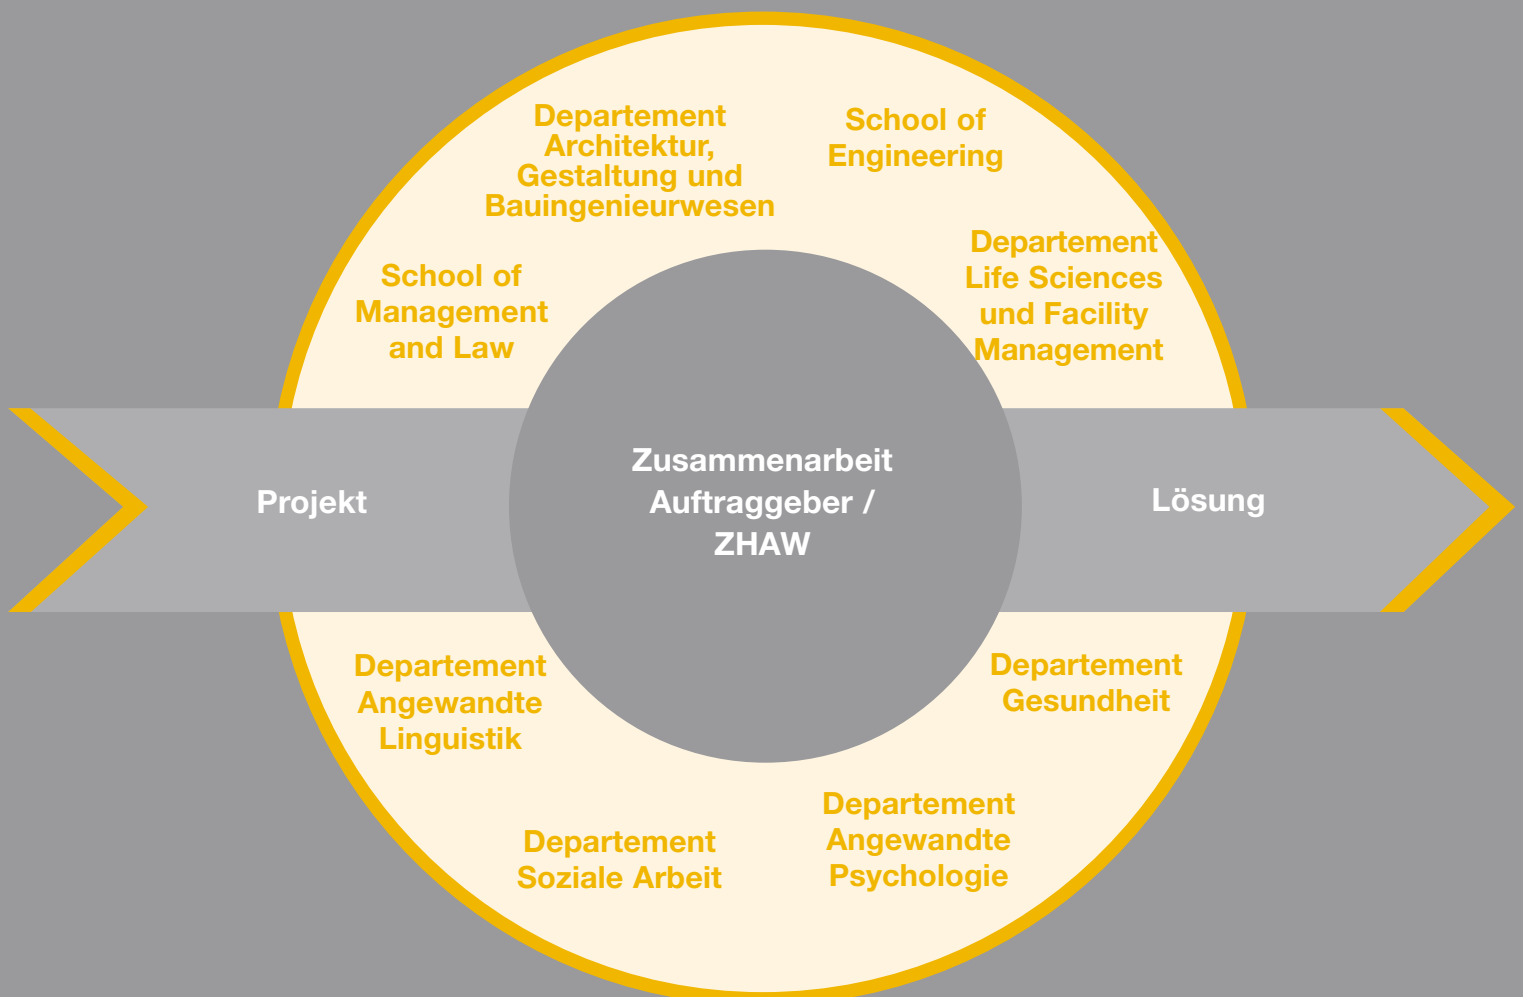 Departement
Architektur,
Gestaltung und
Bauingenieurwesen
School of
Engineering
School of
Management
and Law
Departement
Life Sciences
und Facility
Management
Projekt
Zusammenarbeit
Auftraggeber /
ZHAW
Lösung
Departement
Angewandte
Linguistik
Departement
Gesundheit
Departement
Soziale Arbeit
Departement
Angewandte
Psychologie